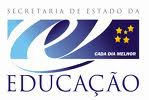 SECRETARIA DE ESTADO DA
CADA DIA MELHOR
EDUCAÇÃO